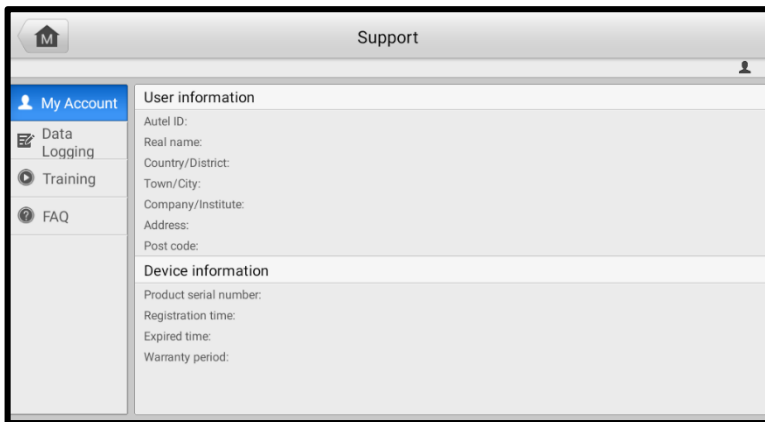 M
Support
My Account
Data
Logging
Training
FAQ
User information
Autel ID:
Real name:
Country/District:
Town/City:
Company/Institute:
Address:
Post code:
Device information
Product serial number:
Registration time:
Expired time:
Warranty period: